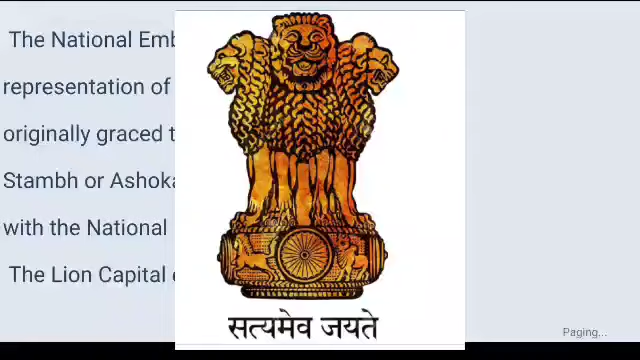 The National Emb
representation of
originally graced t
Stambh or Ashoka
with the National
The Lion Capital
सत्यमेव जयते
Paging...